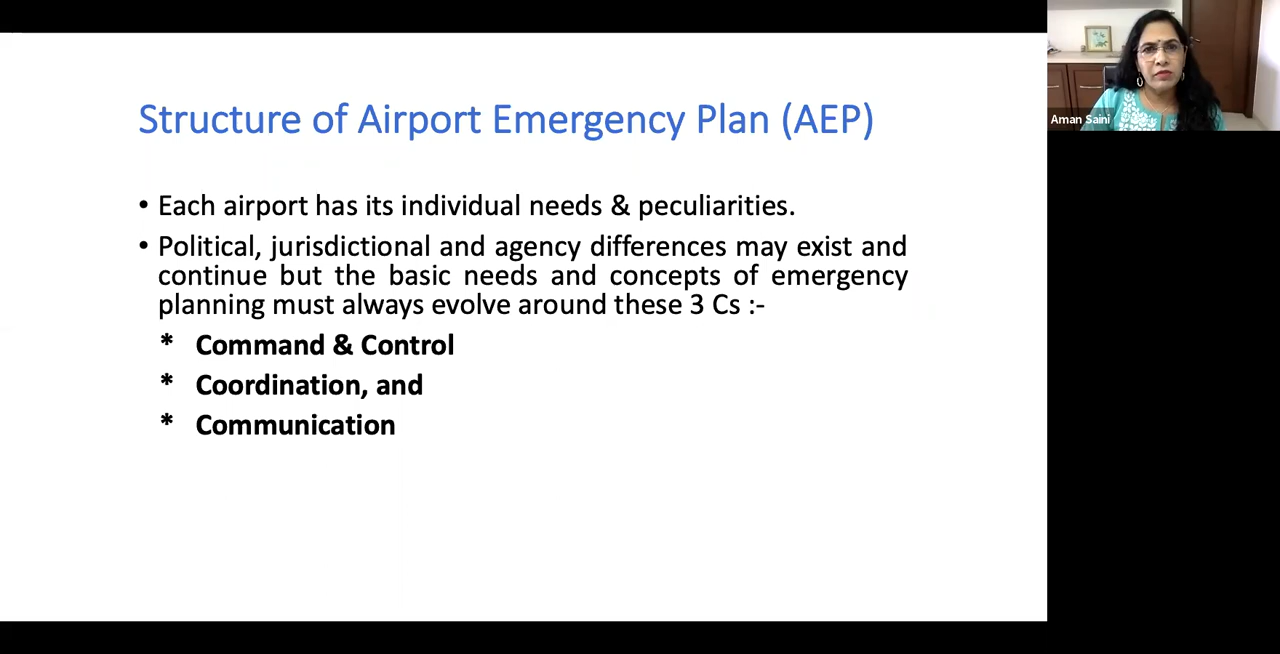 Structure of Airport Emergency Plan (AEP)
• Each airport has its individual needs & peculiarities.
• Political, jurisdictional and agency differences may exist and
continue but the basic needs and concepts of emergency
planning must always evolve around these 3 Cs :-
* Command & Control
* Coordination, and
* Communication
Aman Saini